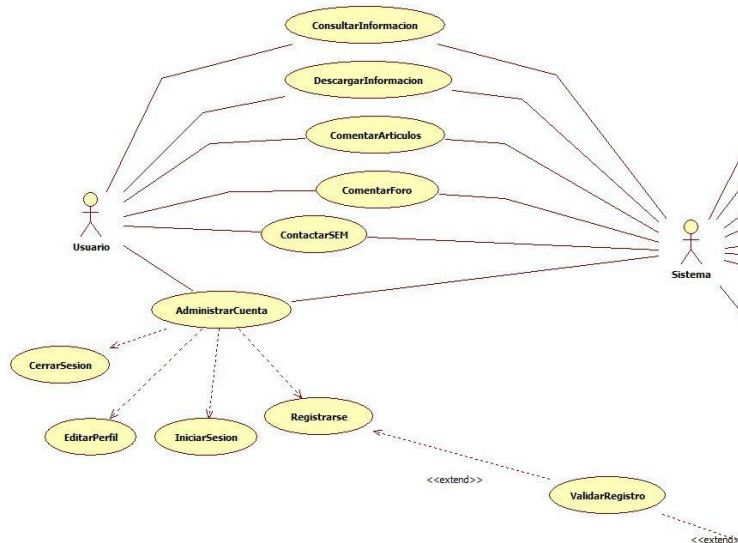 ConsultarInformacion
DescargarInformacion
ComentarArticulos
ComentarForo
ContactarSEM
Usuario
Sistema
AdministrarCuenta
CerrarSesion
EditarPerfil
IniciarSesion
Registrarse
<<extend>>
ValidarRegistro
<<extend>